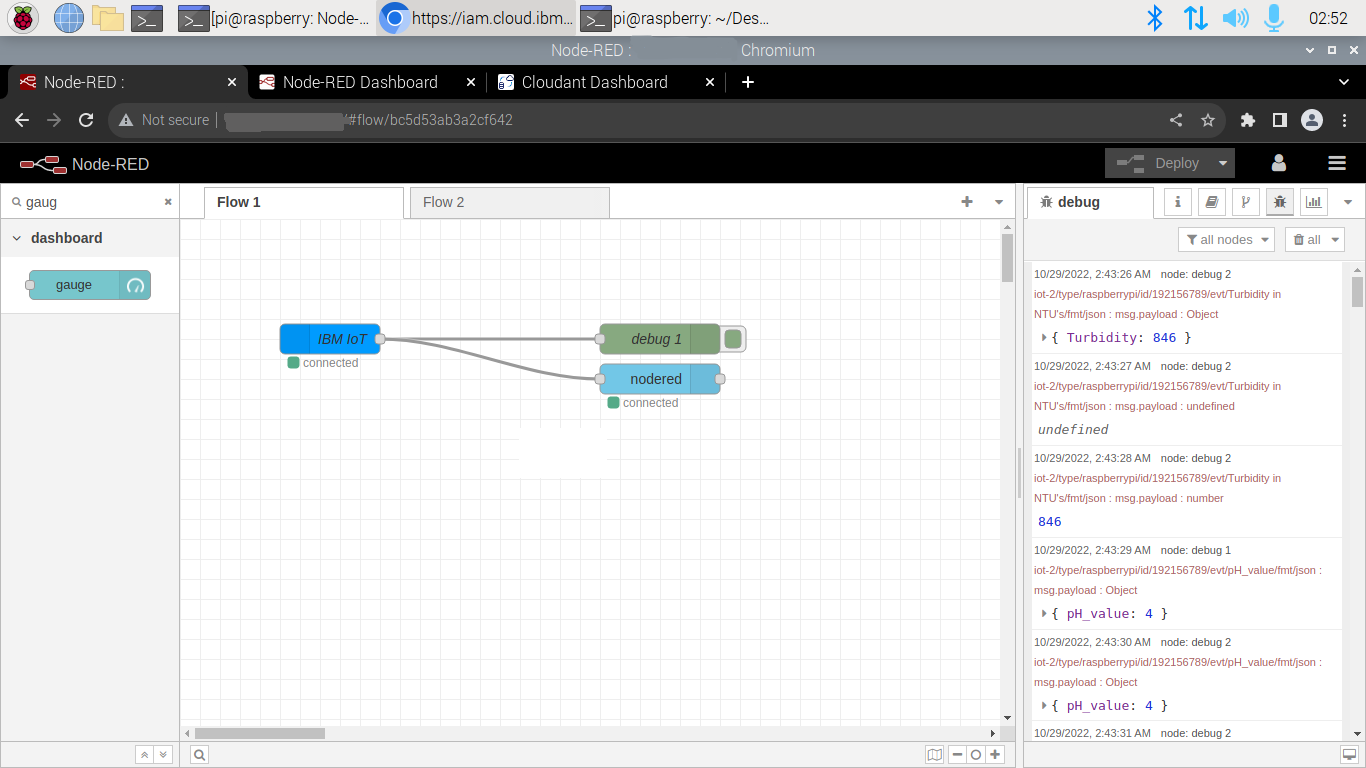 [pi@raspberry: Node-...
https://iam.cloud.ibm...
pi@raspberry: ~/Des...
02:52
Node-RED :
Chromium
Node-RED :
Node-RED Dashboard
Cloudant Dashboard
Not secure
/#flow/bc5d53ab3a2cf642
Node-RED
Deploy
gaug
dashboard
gauge
Flow 1
Flow 2
IBM IoT
connected
debug 1
nodered
connected
debug
all nodes
all
10/29/2022, 2:43:26 AM node: debug 2
iot-2/type/raspberrypi/id/192156789/evt/Turbidity in
NTU's/fmt/json : msg.payload : Object
{ Turbidity: 846 }
10/29/2022, 2:43:27 AM node: debug 2
iot-2/type/raspberrypi/id/192156789/evt/Turbidity in
NTU's/fmt/json : msg.payload : undefined
undefined
10/29/2022, 2:43:28 AM node: debug 2
iot-2/type/raspberrypi/id/192156789/evt/Turbidity in
NTU's/fmt/json : msg.payload : number
846
10/29/2022, 2:43:29 AM node: debug 1
iot-2/type/raspberrypi/id/192156789/evt/pH_value/fmt/json :
msg.payload : Object
{ pH_value: 4 }
10/29/2022, 2:43:30 AM node: debug 2
iot-2/type/raspberrypi/id/192156789/evt/pH_value/fmt/json :
msg.payload : Object
{ pH_value: 4 }
10/29/2022, 2:43:31 AM node: debug 2